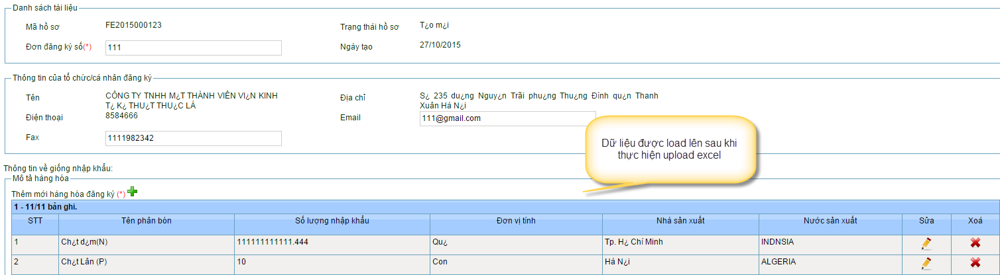 Danh sách tài liệu
Mã hồ sơ FE2015000123 Trạng thái hồ sơ T¿o m¿i
Đơn đăng ký số(*) 111 Ngày tạo 27/10/2015
Thông tin của tổ chức/cá nhân đăng ký
Tên CÔNG TY TNHH M¿T THÀNH VIÊN VI¿N KINH
T¿ K¿ THU¿T THU¿C LÁ
Địa chỉ S¿ 235 du¿ng Nguy¿n Trãi phu¿ng Thu¿ng Đình qu¿n Thanh
Xuân Hà N¿i
Điện thoại 8584666 Email 111@gmail.com
Fax 1111982342
Dữ liệu được load lên sau khi
thực hiện upload excel
Thông tin về giống nhập khẩu:
Mô tả hàng hóa
Thêm mới hàng hóa đăng ký (*)
1 - 11/11 bản ghi.
STT Tên phân bón Số lượng nhập khẩu Đơn vị tính Nhà sản xuất Nước sản xuất Sửa Xoá
1 Ch¿t d¿m(N) 111111111111.444 Qu¿ Tp. H¿ Chí Minh INDNSIA
2 Ch¿t Lân (P) 10 Con Hà N¿i ALGERIA